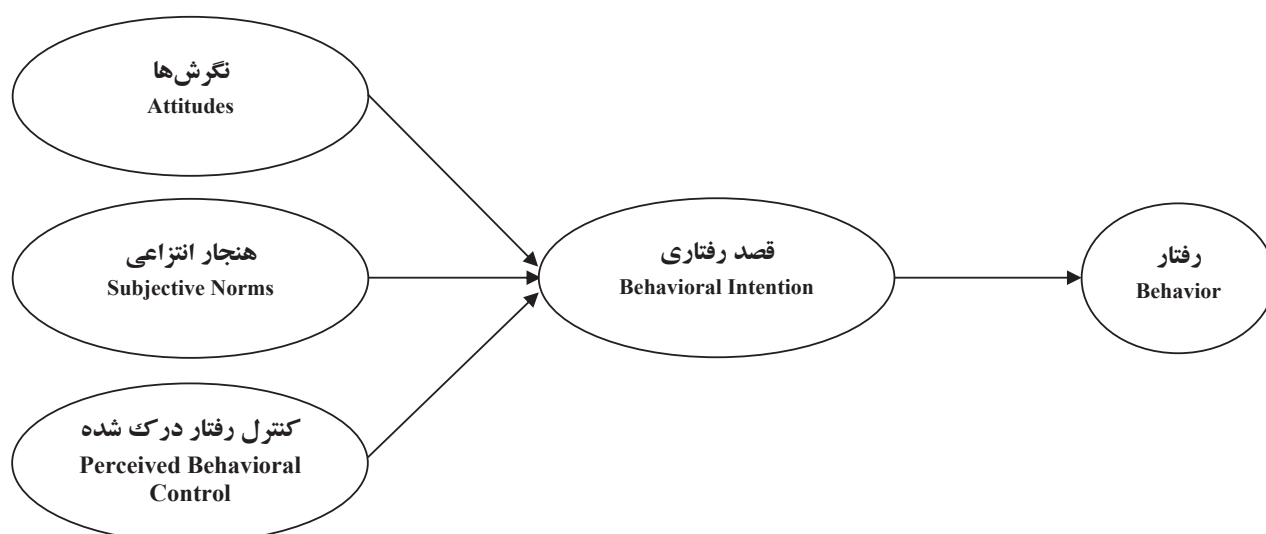 نگرش‌ها
Attitudes
هنجار انتزاعی
Subjective Norms
کنترل رفتار درک شده
Perceived Behavioral
Control
قصد رفتاری
Behavioral Intention
رفتار
Behavior